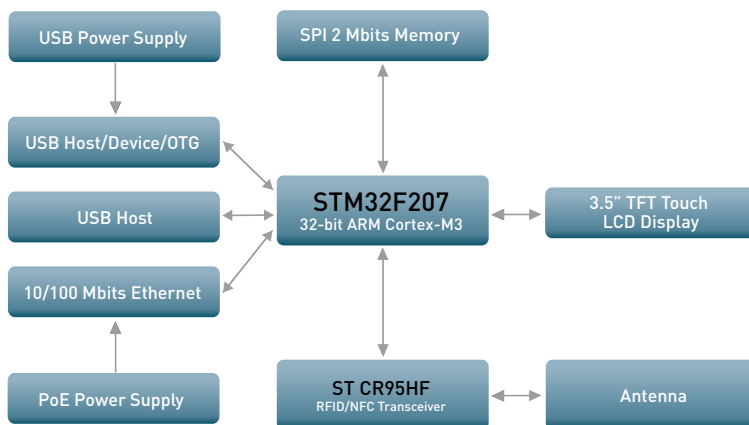 USB Power Supply
SPI 2 Mbits Memory
USB Host/Device/OTG
STM32F207
32-bit ARM Cortex-M3
USB Host
3.5” TFT Touch
LCD Display
10/100 Mbits Ethernet
PoE Power Supply
ST CR95HF
RFID/NFC Transceiver
Antenna